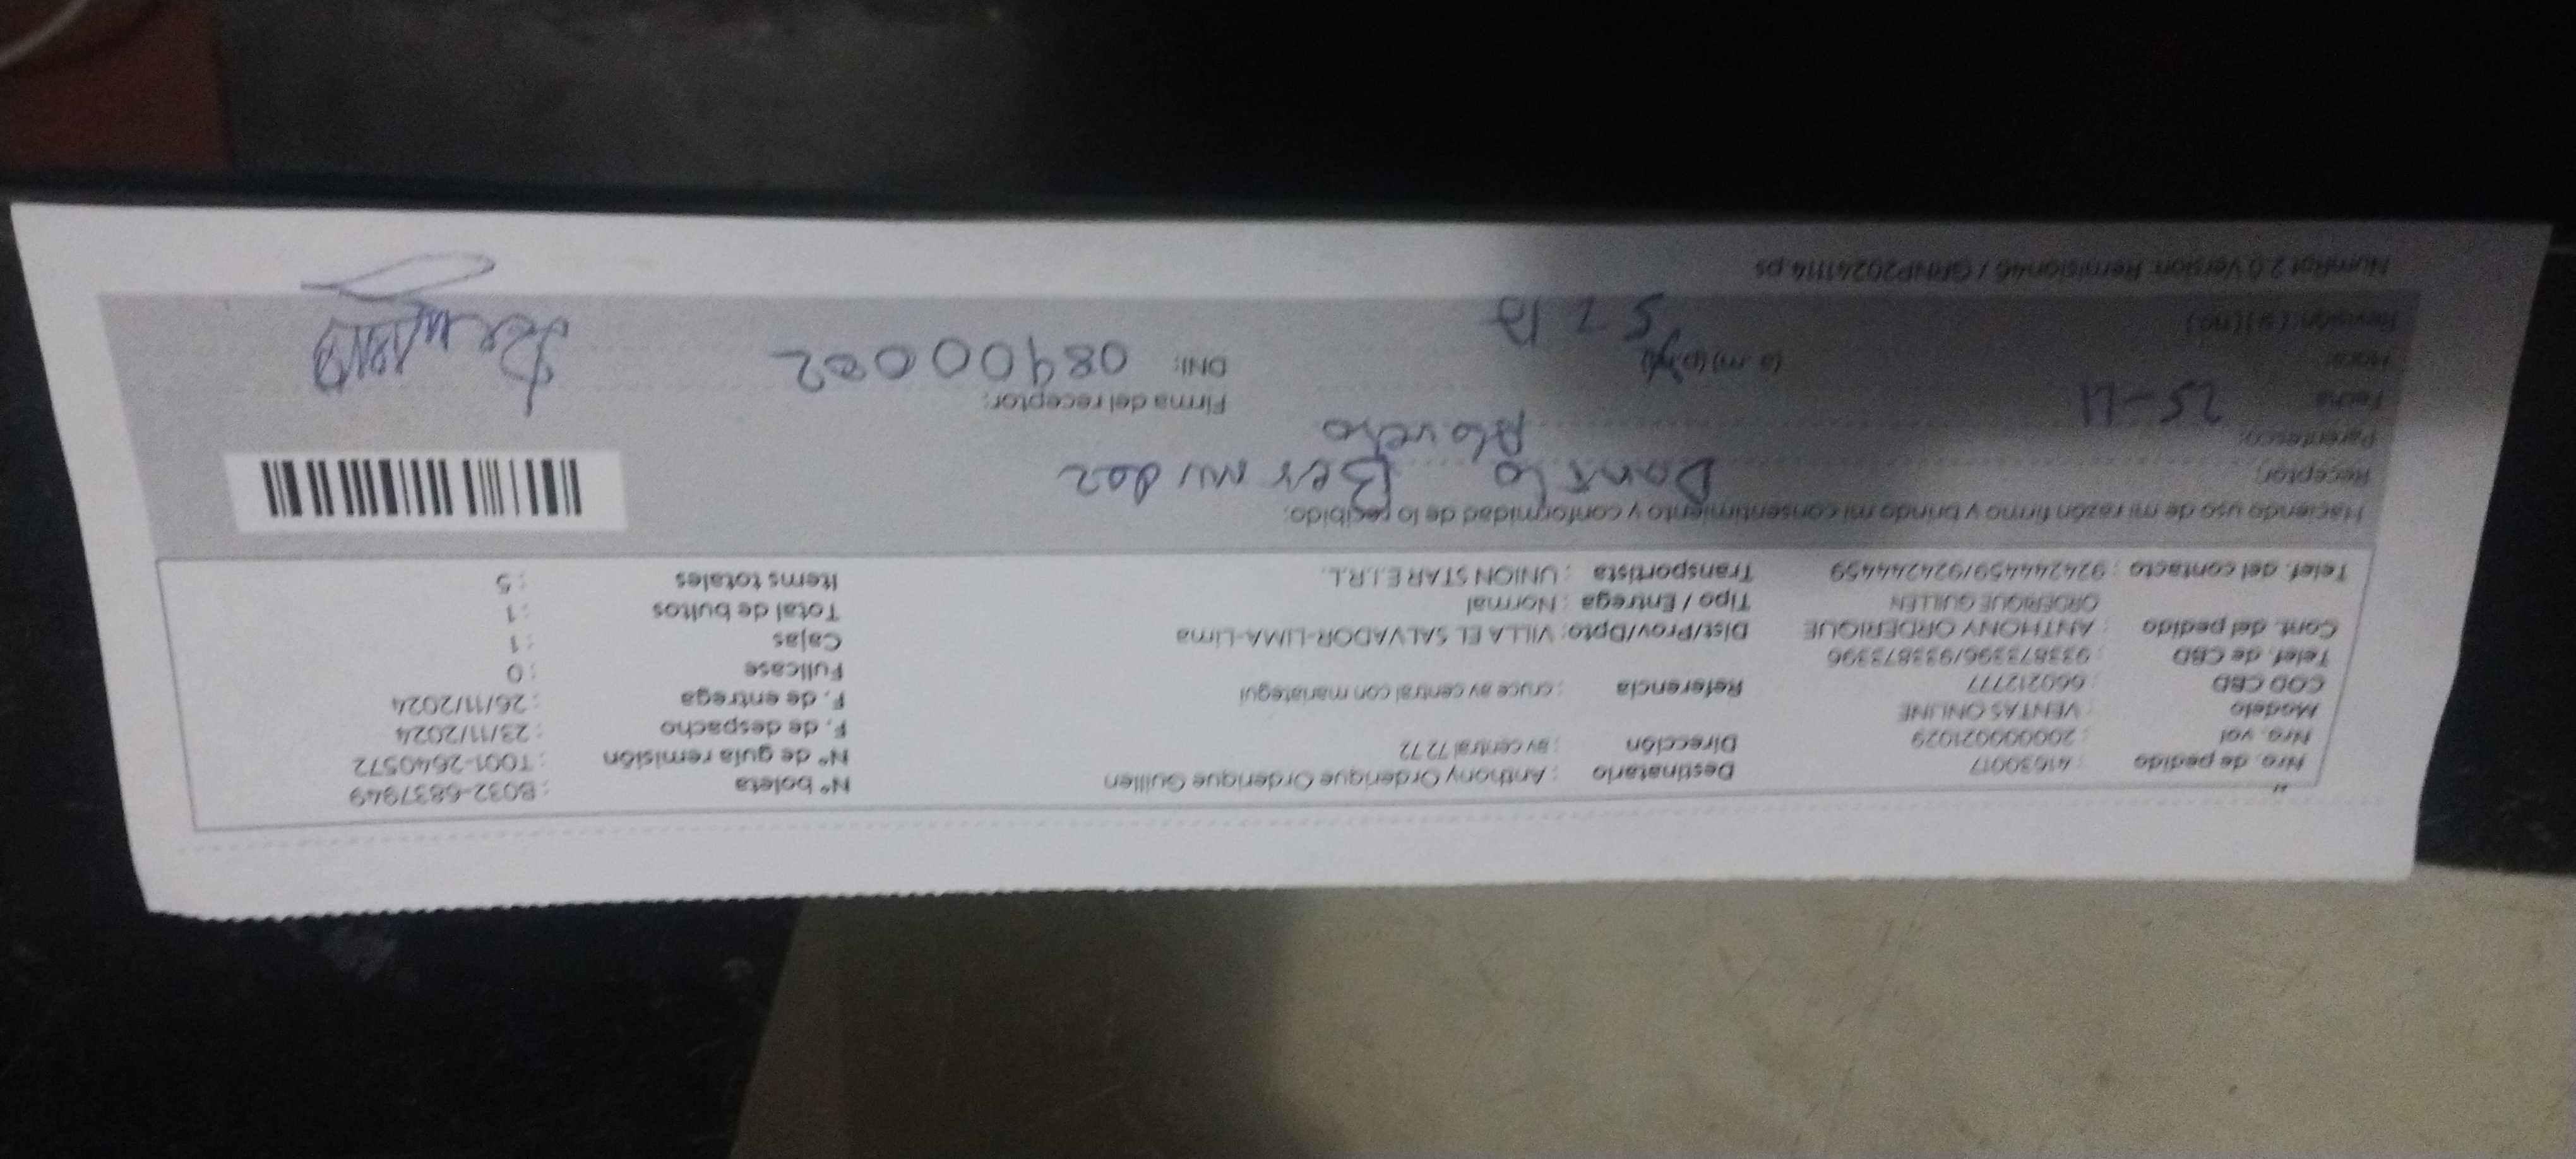 Nro. de pedido : 41630017 Destinatario : Anthony Orderique Orderique Guillen N° boleta : B032-6837949
Nro. vol : 20000021029 Dirección : av central 7272 N° de guía remisión : T001-2640572
Modelo : VENTAS ONLINE F. de despacho : 23/11/2024
COD CBD : 660212777 Referencia : cruce av central con mariategui F. de entrega : 26/11/2024
Telef. de CBD : 933873396/933873396 Fullcase : 0
Cont. del pedido : ANTHONY ORDERIQUE Dist/Prov/Dpto: VILLA EL SALVADOR-LIMA-Lima Cajas : 1
ORDERIQUE GUILLEN Tipo / Entrega : Normal Total de bultos : 1
Telef. del contacto : 924244459/924244459 Transportista : UNION STAR E.I.R.L. Items totales : 5
Haciendo uso de mi razón firmo y brindo mi consentimiento y conformidad de lo recibido:
Receptor: Danilo Bermudez
Parentesco:
Fecha 25-11 Firma del receptor:
Hora: (a.m) (p.m) DNI: 08400002
Revisión: (si) (no)
NumRot 2.0 Version: Remision46 / GRNP20241114.ps